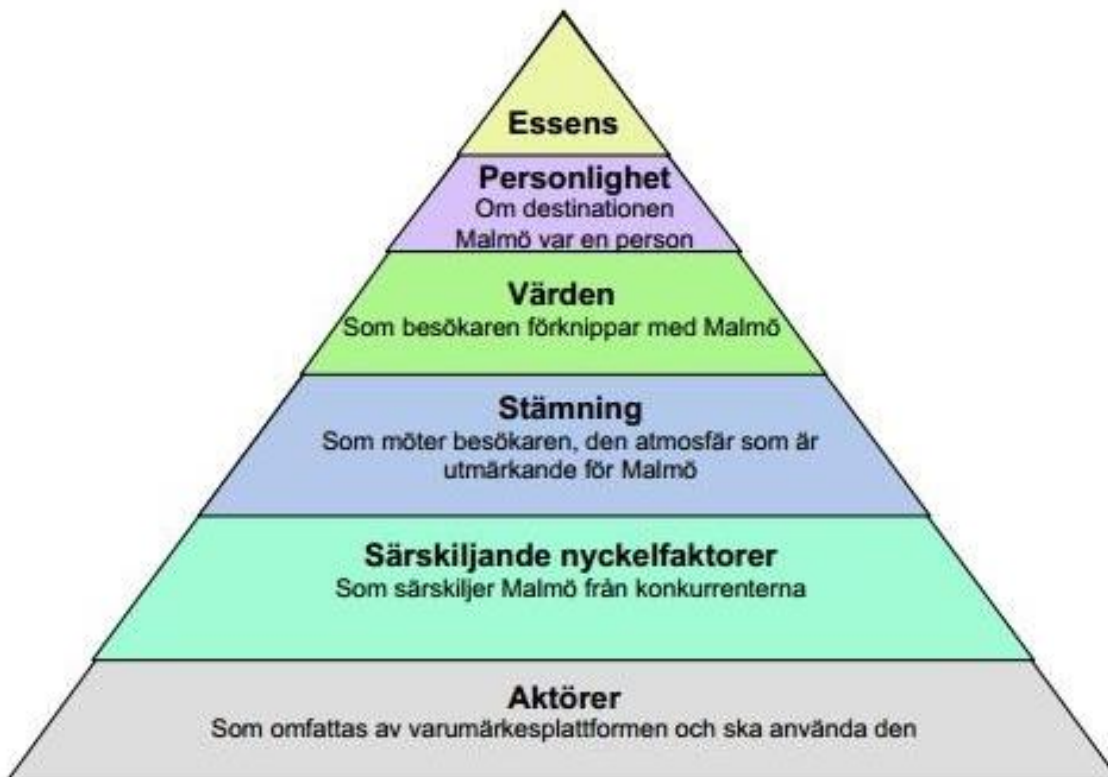 Essens
Personlighet
Om destinationen
Malmö var en person
Värden
Som besökaren förknippar med Malmö
Stämning
Som möter besökaren, den atmosfär som är
utmärkande för Malmö
Särskiljande nyckelfaktorer
Som särskiljer Malmö från konkurrenterna
Aktörer
Som omfattas av varumärkesplattformen och ska använda den